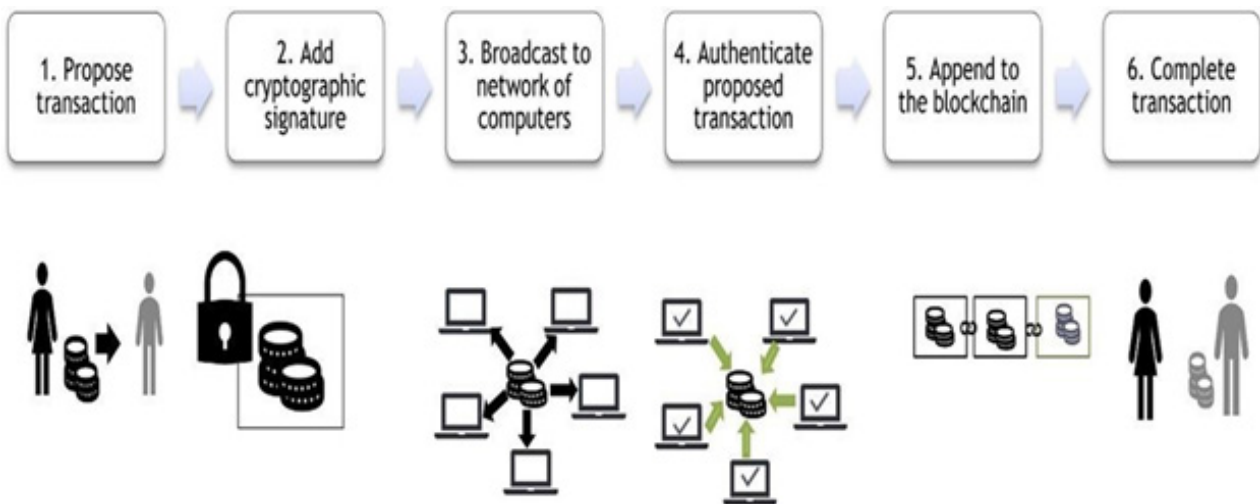 1. Propose
transaction
2. Add
cryptographic
signature
3. Broadcast to
network of
computers
4. Authenticate
proposed
transaction
5. Append to
the blockchain
6. Complete
transaction